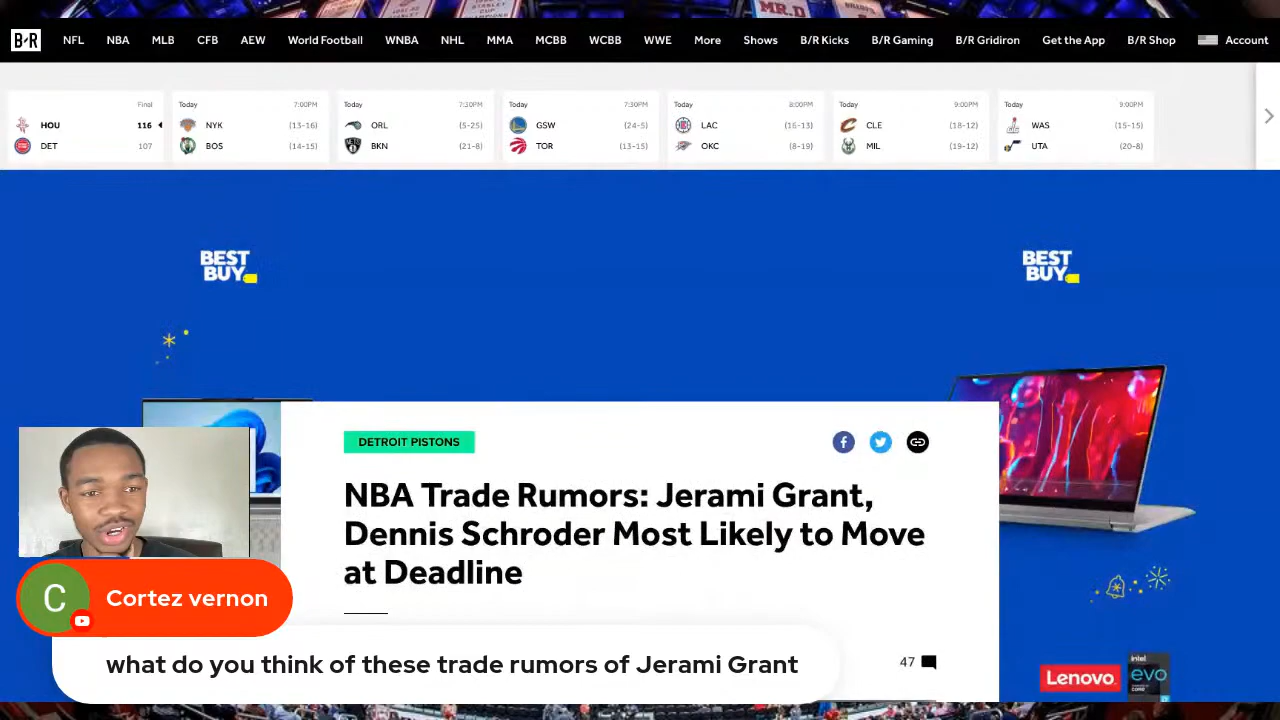 MR.D
B/R NFL NBA MLB CFB AEW World Football WNBA NHL MMA MCBB WCBB WWE More Shows B/R Kicks B/R Gaming B/R Gridiron Get the App B/R Shop Account
Final
HOU 116
DET 107
Today 7:00PM
NYK (13-16)
BOS (14-15)
Today 7:30PM
ORL (5-25)
BKN (21-8)
Today 7:30PM
GSW (24-5)
TOR (13-15)
Today 8:00PM
LAC (16-13)
OKC (8-19)
Today 9:00PM
CLE (18-12)
MIL (19-12)
Today 9:00PM
WAS (15-15)
UTA (20-8)
BEST
BUY
BEST
BUY
DETROIT PISTONS
NBA Trade Rumors: Jerami Grant,
Dennis Schroder Most Likely to Move
at Deadline
C
Cortez vernon
what do you think of these trade rumors of Jerami Grant
47
Lenovo
intel
evo